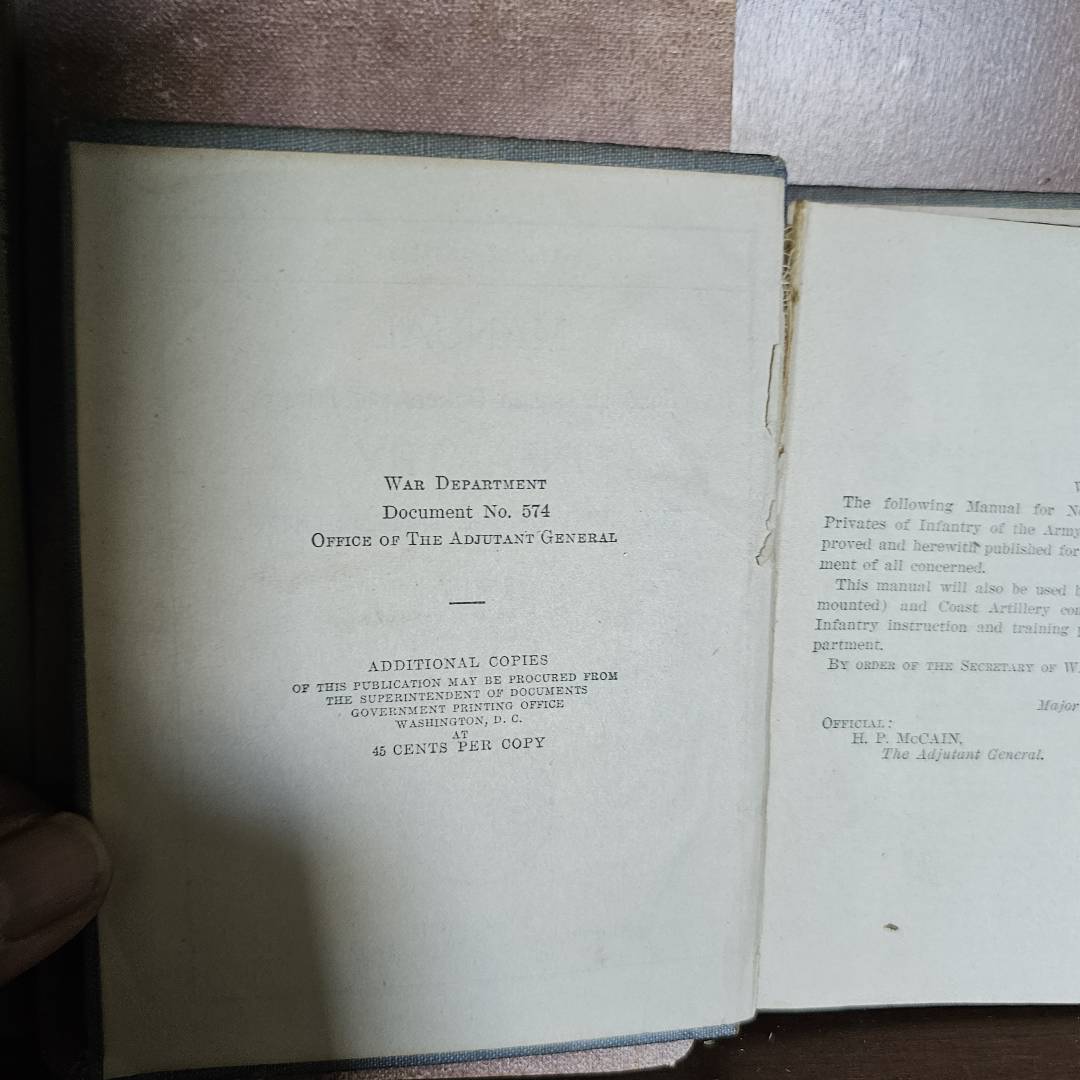 War Department
Document No. 574
Office of The Adjutant General
ADDITIONAL COPIES
OF THIS PUBLICATION MAY BE PROCURED FROM
THE SUPERINTENDENT OF DOCUMENTS
GOVERNMENT PRINTING OFFICE
WASHINGTON, D. C.
AT
45 CENTS PER COPY
The following Manual for
Privates of Infantry of the Army
proved and herewith published for
ment of all concerned.
This manual will also be used
mounted) and Coast Artillery
Infantry instruction and training
partment.
By order of the Secretary of
Major
Official:
H. P. McCAIN,
The Adjutant General.